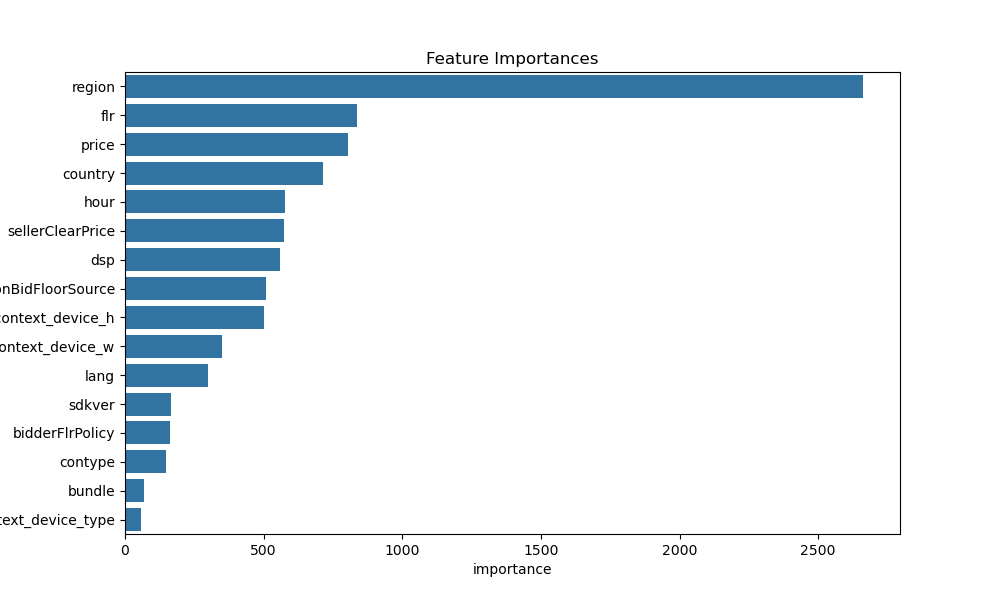 Feature Importances
region
flr
price
country
hour
sellerClearPrice
dsp
onBidFloorSource
context_device_h
ontext_device_w
lang
sdkver
bidderFlrPolicy
contype
bundle
text_device_type
0 500 1000 1500 2000 2500
importance